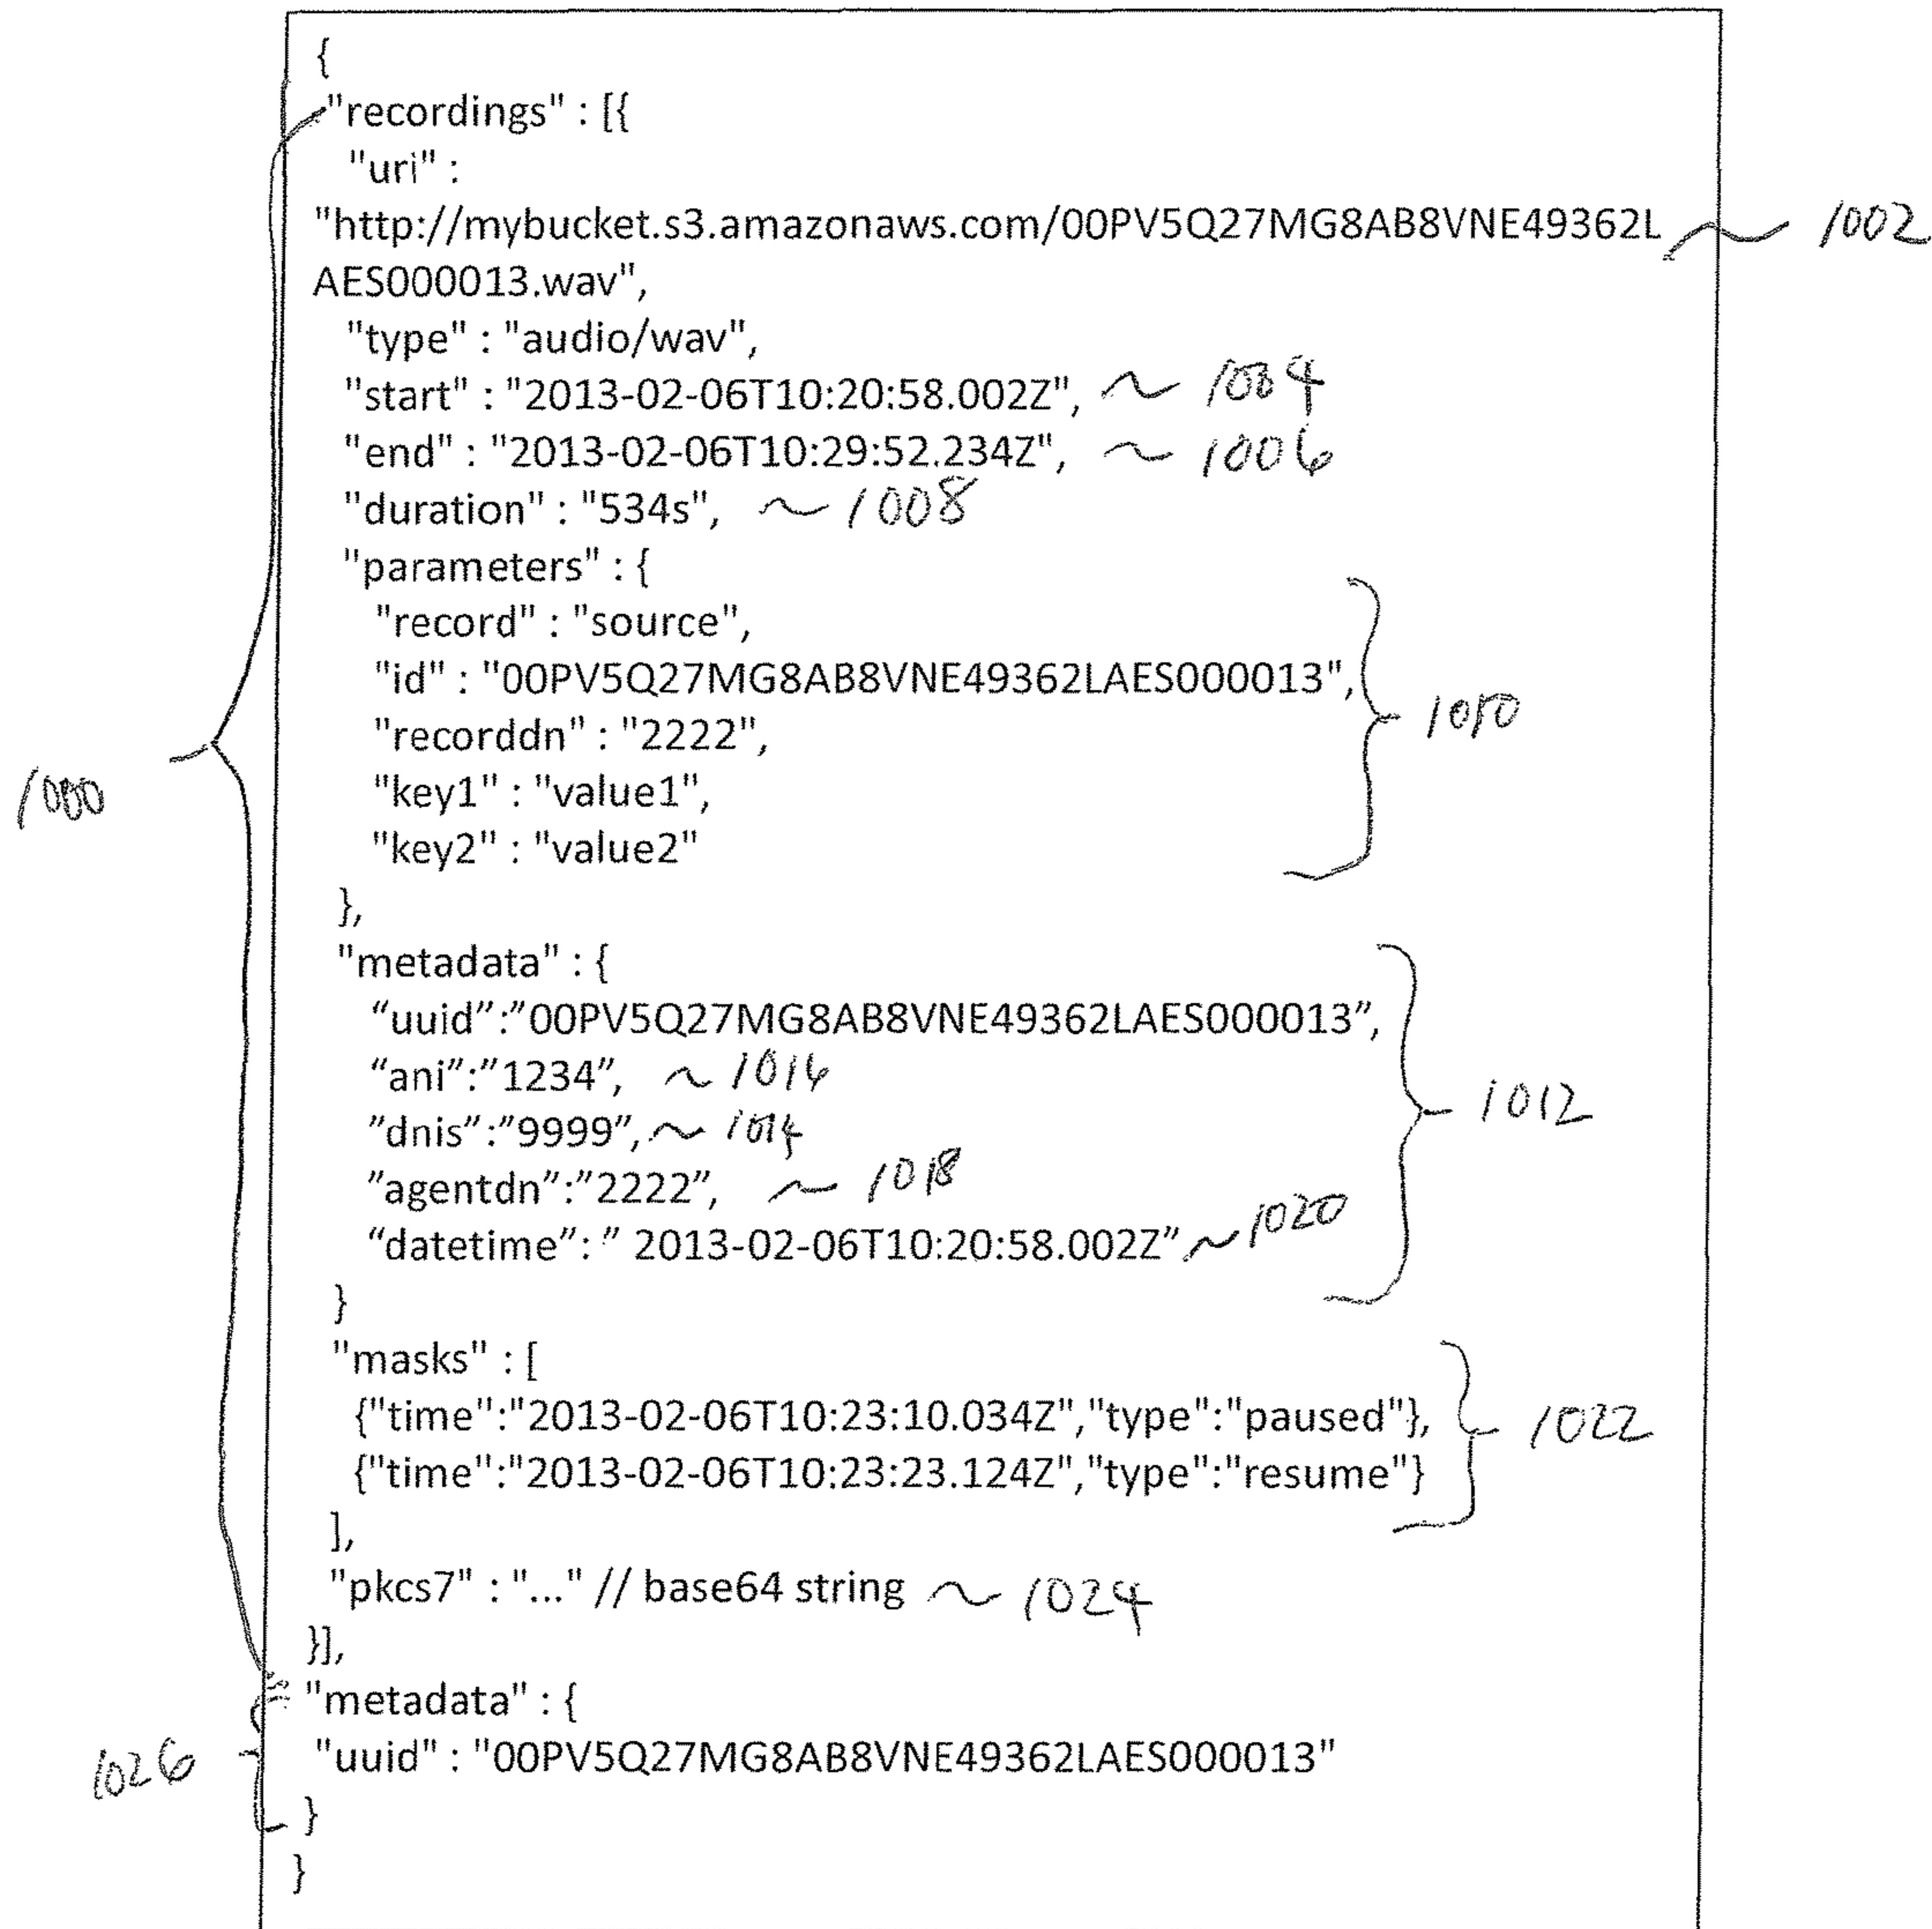 {
"recordings" : [{
"uri" :
"http://mybucket.s3.amazonaws.com/00PV5Q27MG8AB8VNE49362L ~ 1002
AES000013.wav",
"type" : "audio/wav",
"start" : "2013-02-06T10:20:58.002Z", ~ 1004
"end" : "2013-02-06T10:29:52.234Z", ~ 1006
"duration" : "534s", ~ 1008
"parameters" : {
"record" : "source",
"id" : "00PV5Q27MG8AB8VNE49362LAES000013",
"recorddn" : "2222", 1010
"key1" : "value1",
1000
"key2" : "value2"
},
"metadata" : {
“uuid”:”00PV5Q27MG8AB8VNE49362LAES000013”,
“ani”:”1234”, ~ 1016
”dnis”:”9999”, ~ 1014
1012
”agentdn”:”2222”, ~ 1018
“datetime”: ” 2013-02-06T10:20:58.002Z” ~ 1020
}
"masks" : [
{"time":"2013-02-06T10:23:10.034Z","type":"paused"}, 1022
{"time":"2013-02-06T10:23:23.124Z","type":"resume"}
],
"pkcs7" : "..." // base64 string ~ 1024
}],
"metadata" : {
1026 "uuid" : "00PV5Q27MG8AB8VNE49362LAES000013"
}
}